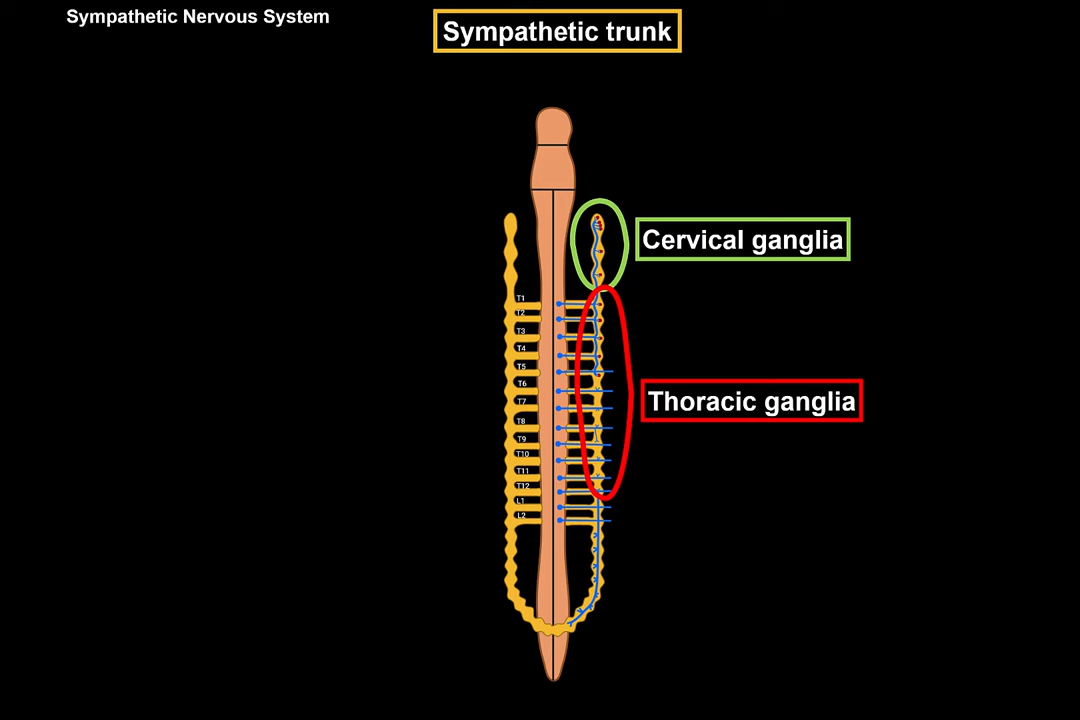 Sympathetic Nervous System
Sympathetic trunk
Cervical ganglia
T1
T2
T3
T4
T5
T6
T7
Thoracic ganglia
T8
T9
T10
T11
T12
L1
L2